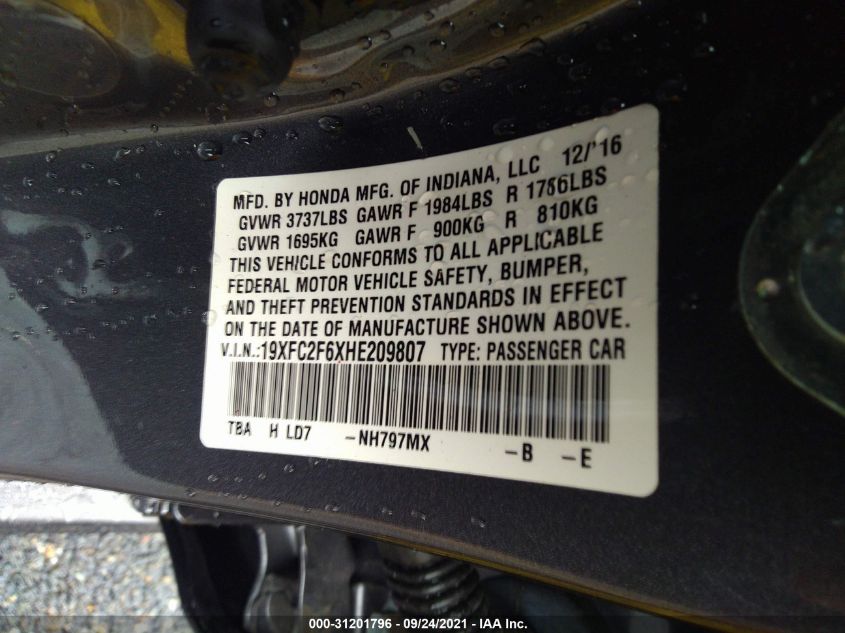 MFD. BY HONDA MFG. OF INDIANA, LLC 12/'16
GVWR 3737LBS GAWR F 1984LBS R 1786LBS
GVWR 1695KG GAWR F 900KG R 810KG
THIS VEHICLE CONFORMS TO ALL APPLICABLE
FEDERAL MOTOR VEHICLE SAFETY, BUMPER,
AND THEFT PREVENTION STANDARDS IN EFFECT
ON THE DATE OF MANUFACTURE SHOWN ABOVE.
V.I.N.:19XFC2F6XHE209807 TYPE: PASSENGER CAR
TBA H LD7 -NH797MX -B -E
000-31201796 - 09/24/2021 - IAA Inc.